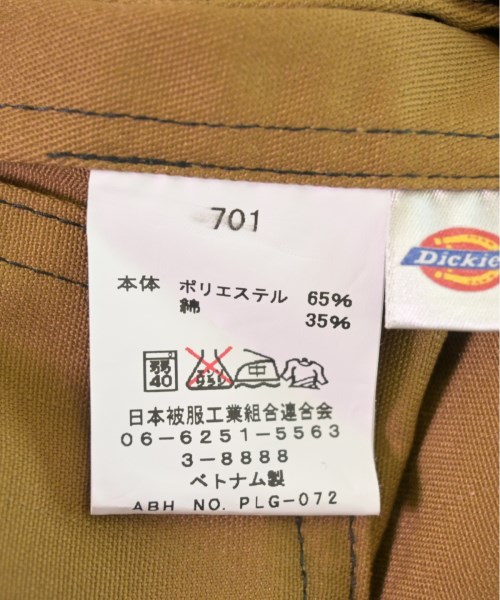 701
本体 ポリエステル 65%
綿 35%
弱
40
中
日本被服工業組合連合会
06-6251-5563
3-8888
ベトナム製
ABH NO. PLG-072
Dickie